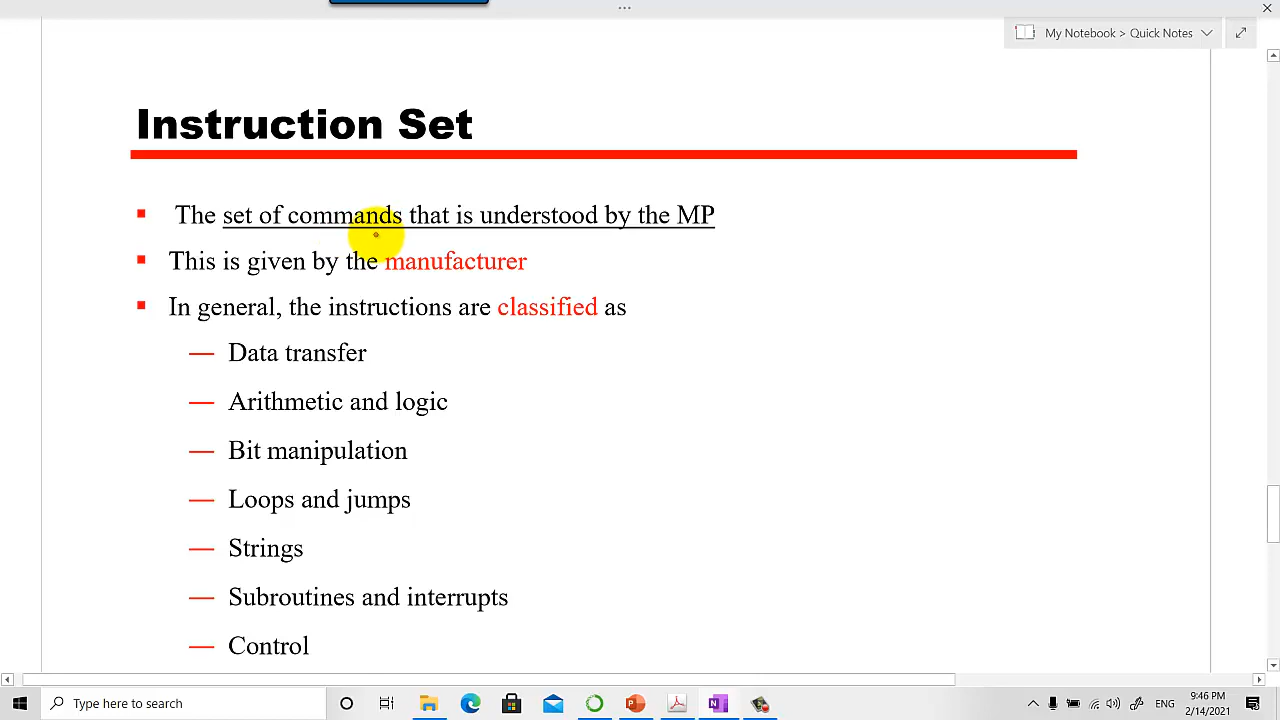 My Notebook > Quick Notes
Instruction Set
The set of commands that is understood by the MP
This is given by the manufacturer
In general, the instructions are classified as
— Data transfer
— Arithmetic and logic
— Bit manipulation
— Loops and jumps
— Strings
— Subroutines and interrupts
— Control
Type here to search
ENG
9:46 PM
2/14/2021